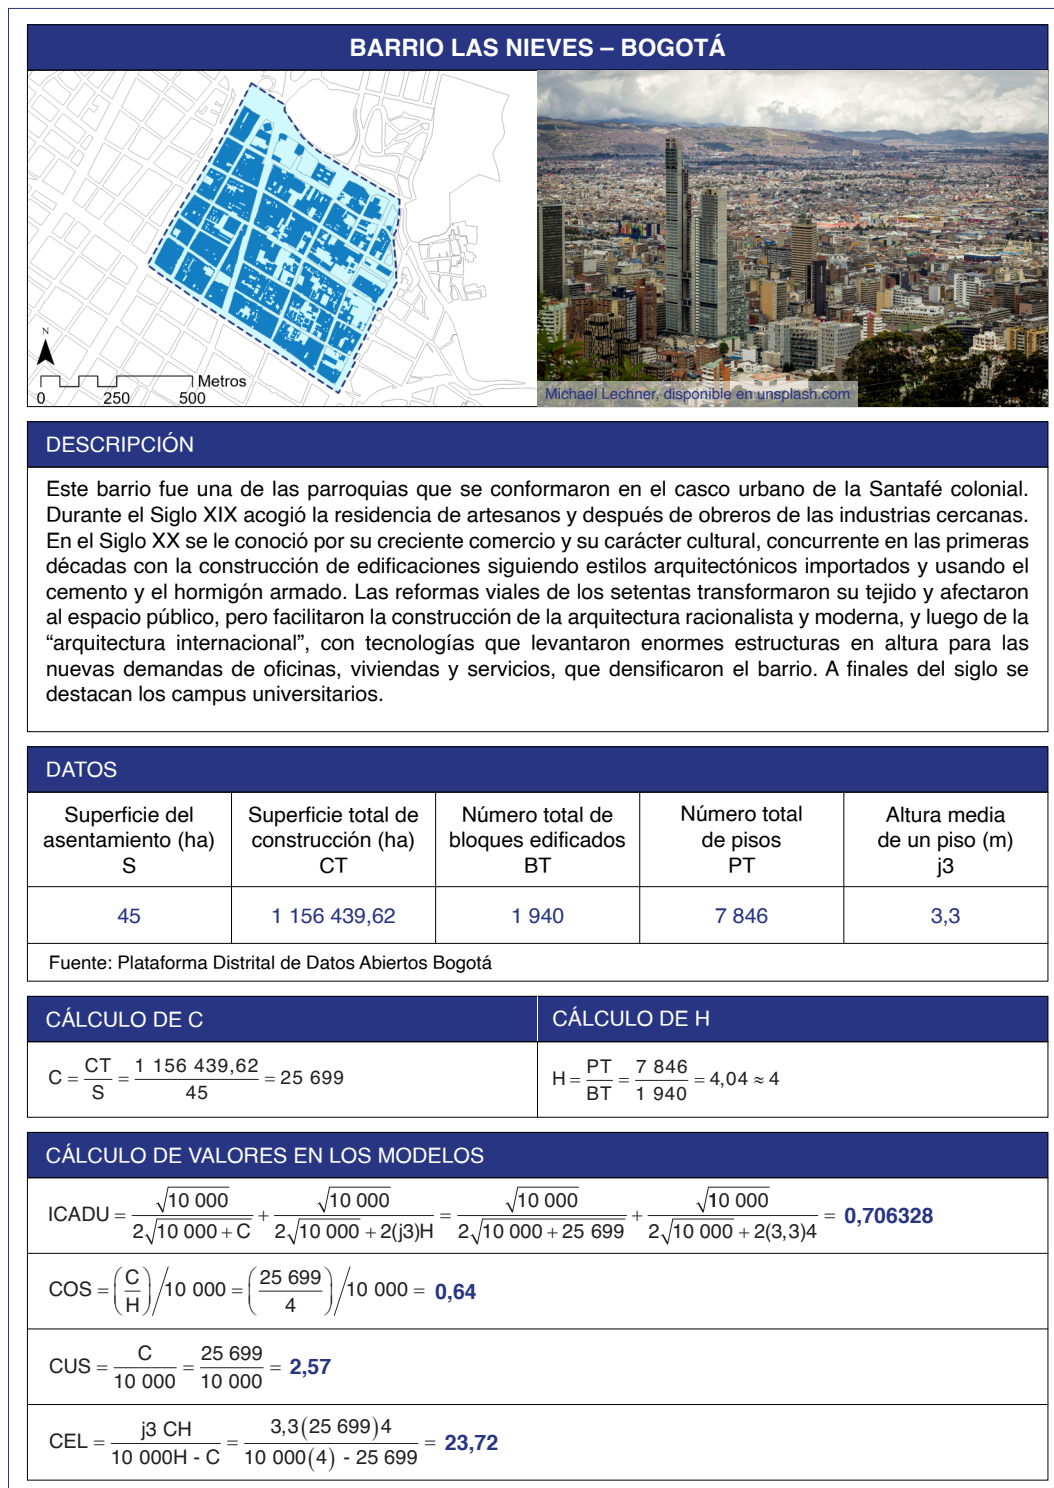 BARRIO LAS NIEVES – BOGOTÁ
N
Metros
0 250 500
Michael Lechner, disponible en unsplash.com
DESCRIPCIÓN
Este barrio fue una de las parroquias que se conformaron en el casco urbano de la Santafé colonial.
Durante el Siglo XIX acogió la residencia de artesanos y después de obreros de las industrias cercanas.
En el Siglo XX se le conoció por su creciente comercio y su carácter cultural, concurrente en las primeras
décadas con la construcción de edificaciones siguiendo estilos arquitectónicos importados y usando el
cemento y el hormigón armado. Las reformas viales de los setentas transformaron su tejido y afectaron
al espacio público, pero facilitaron la construcción de la arquitectura racionalista y moderna, y luego de la
“arquitectura internacional”, con tecnologías que levantaron enormes estructuras en altura para las
nuevas demandas de oficinas, viviendas y servicios, que densificaron el barrio. A finales del siglo se
destacan los campus universitarios.
DATOS
Superficie del asentamiento (ha) S
Superficie total de construcción (ha) CT
Número total de bloques edificados BT
Número total de pisos PT
Altura media de un piso (m) j3
45 1 156 439,62 1 940 7 846 3,3
Fuente: Plataforma Distrital de Datos Abiertos Bogotá
CÁLCULO DE C
C = CT/S = 1 156 439,62/45 = 25 699
CÁLCULO DE H
H = PT/BT = 7 846/1 940 = 4,04 ≈ 4
CÁLCULO DE VALORES EN LOS MODELOS
ICADU = √10 000/2√10 000 + C + √10 000/2√10 000 + 2(j3)H = √10 000/2√10 000 + 25 699 + √10 000/2√10 000 + 2(3,3)4 = 0,706328
COS = (C/H)/10 000 = (25 699/4)/10 000 = 0,64
CUS = C/10 000 = 25 699/10 000 = 2,57
CEL = j3 CH/10 000H - C = 3,3(25 699)4/10 000(4) - 25 699 = 23,72